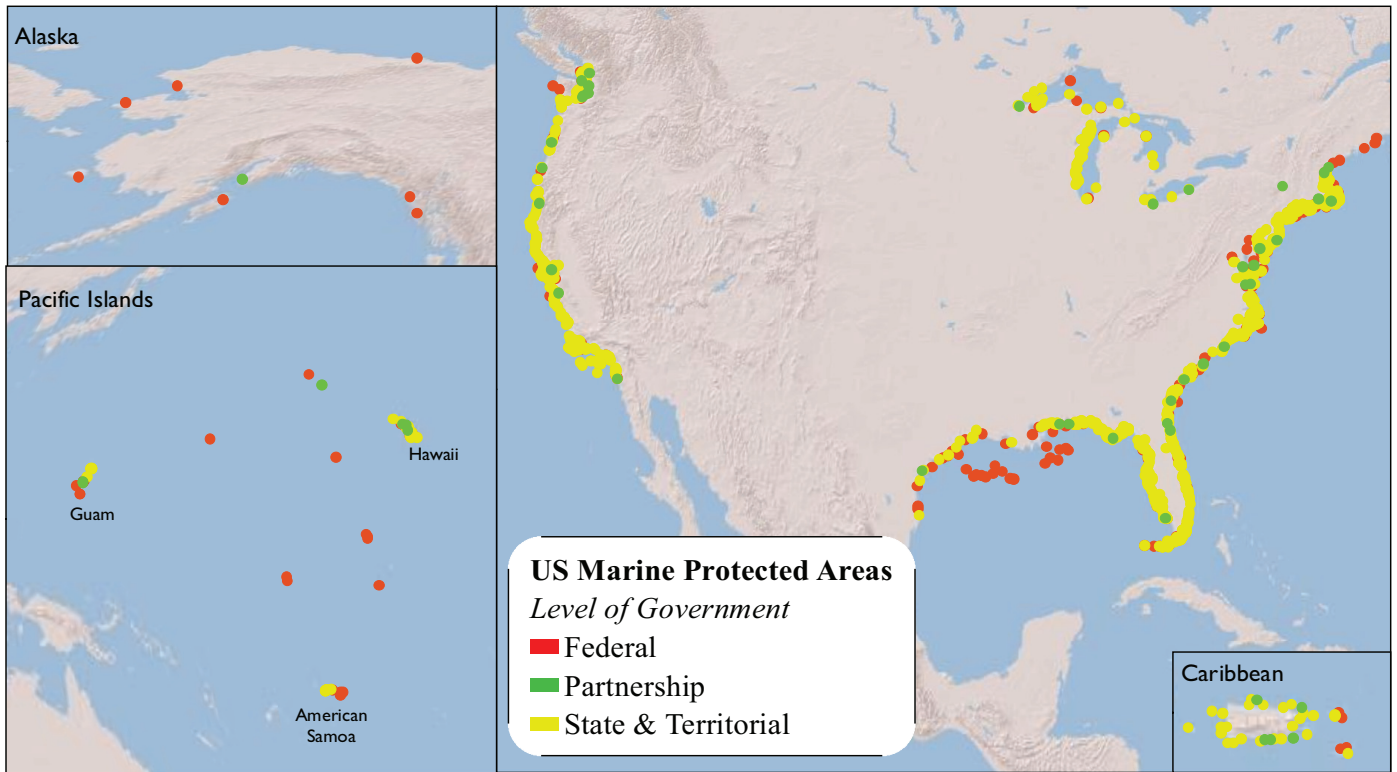 Alaska
Pacific Islands
Hawaii
Guam
American
Samoa
US Marine Protected Areas
Level of Government
Federal
Partnership
State & Territorial
Caribbean